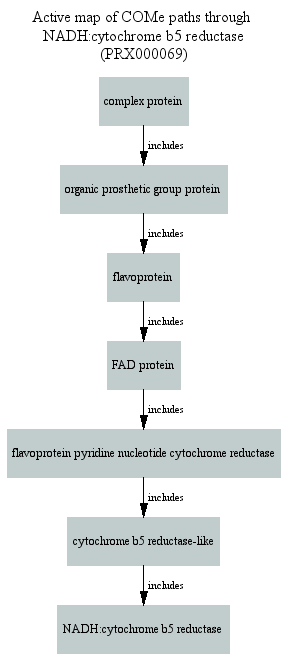 Active map of COMe paths through
NADH:cytochrome b5 reductase
(PRX000069)
complex protein
includes
organic prosthetic group protein
includes
flavoprotein
includes
FAD protein
includes
flavoprotein pyridine nucleotide cytochrome reductase
includes
cytochrome b5 reductase-like
includes
NADH:cytochrome b5 reductase